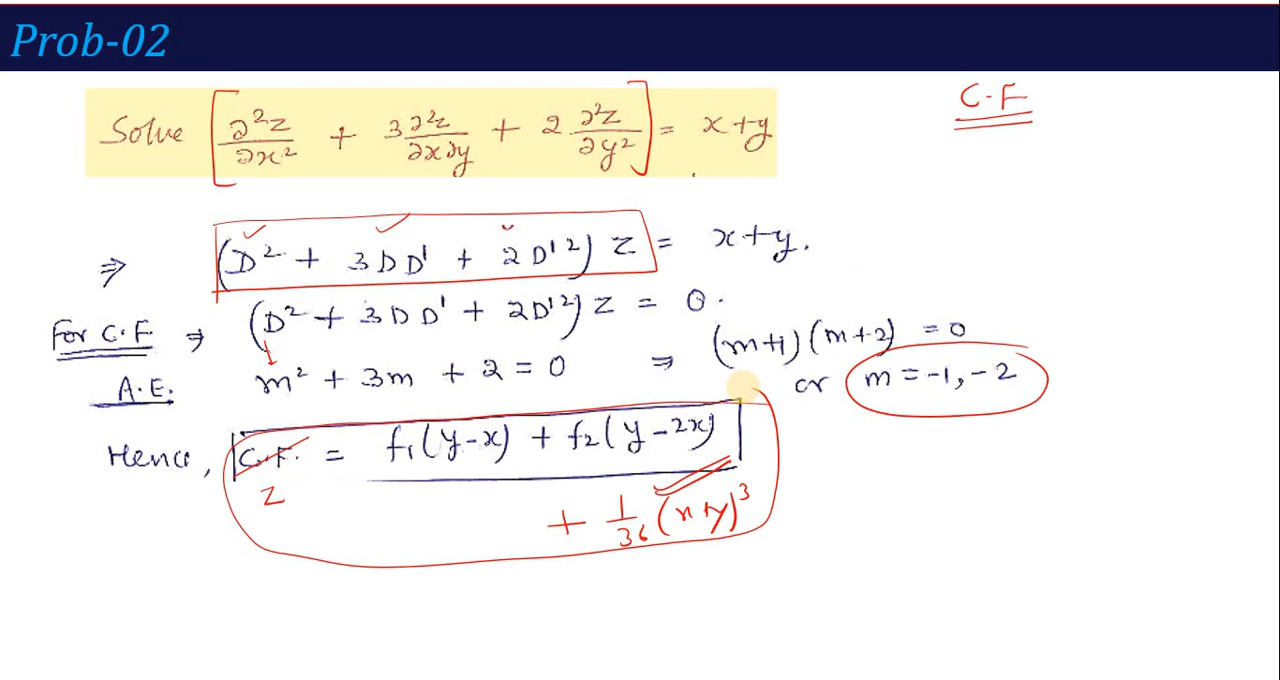 Prob-02
C.F
Solve [∂²z/∂x² + 3∂²z/∂x∂y + 2 ∂²z/∂y²] = x+y
⇒ (D² + 3DD' + 2D'²) Z = x+y.
For C.F. ⇒ (D² + 3DD' + 2D'²) Z = 0.
A.E. m² + 3m + 2 = 0 ⇒ (m+1)(m+2) = 0
or m = -1, -2
Hence, C.F. = f₁(y-x) + f₂(y-2x)
Z + 1/36 (x+y)³